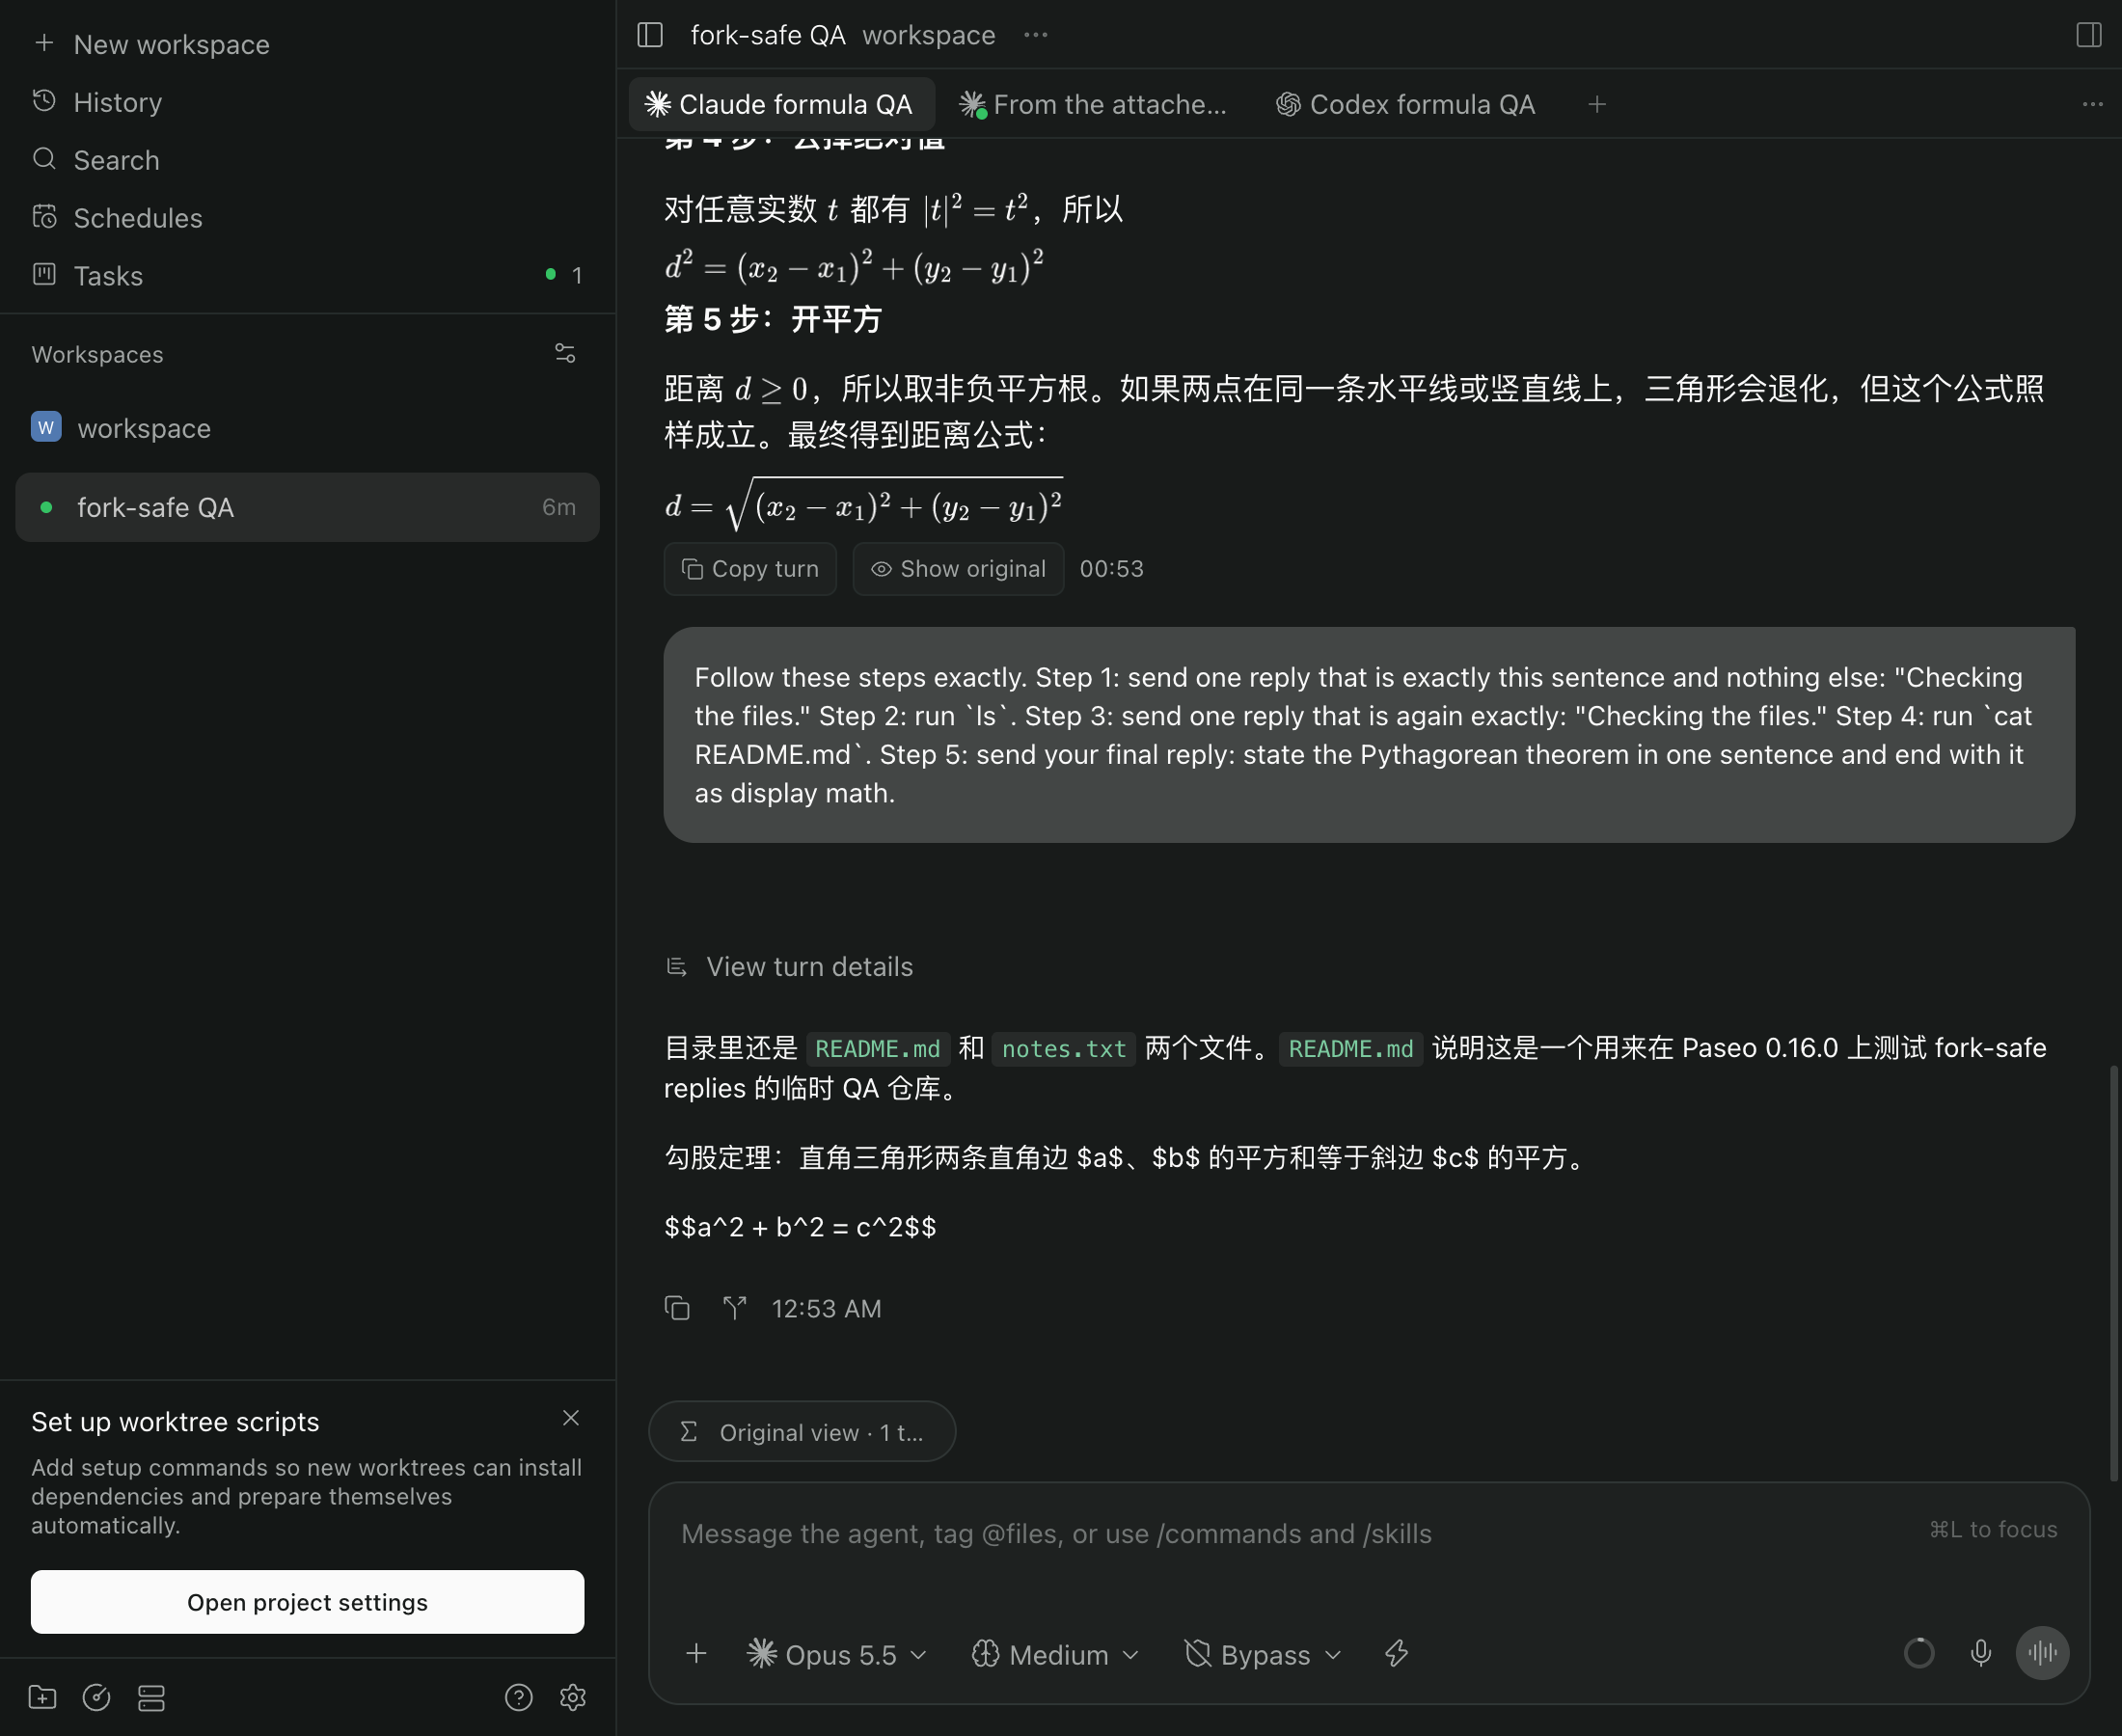 New workspace
History
Search
Schedules
Tasks 1
Workspaces
W workspace
fork-safe QA 6m
Set up worktree scripts
Add setup commands so new worktrees can install
dependencies and prepare themselves
automatically.
Open project settings
fork-safe QA workspace
Claude formula QA From the attache... Codex formula QA
第 4 步：去掉绝对值
对任意实数 t 都有 |t|² = t²，所以
d² = (x₂ − x₁)² + (y₂ − y₁)²
第 5 步：开平方
距离 d ≥ 0，所以取非负平方根。如果两点在同一条水平线或竖直线上，三角形会退化，但这个公式照
样成立。最终得到距离公式：
d = √((x₂ − x₁)² + (y₂ − y₁)²)
Copy turn Show original 00:53
Follow these steps exactly. Step 1: send one reply that is exactly this sentence and nothing else: "Checking
the files." Step 2: run `ls`. Step 3: send one reply that is again exactly: "Checking the files." Step 4: run `cat
README.md`. Step 5: send your final reply: state the Pythagorean theorem in one sentence and end with it
as display math.
View turn details
目录里还是 README.md 和 notes.txt 两个文件。README.md 说明这是一个用来在 Paseo 0.16.0 上测试 fork-safe
replies 的临时 QA 仓库。
勾股定理：直角三角形两条直角边 $a$、$b$ 的平方和等于斜边 $c$ 的平方。
$$a^2 + b^2 = c^2$$
12:53 AM
Σ Original view · 1 t...
Message the agent, tag @files, or use /commands and /skills ⌘L to focus
Opus 5.5 Medium Bypass